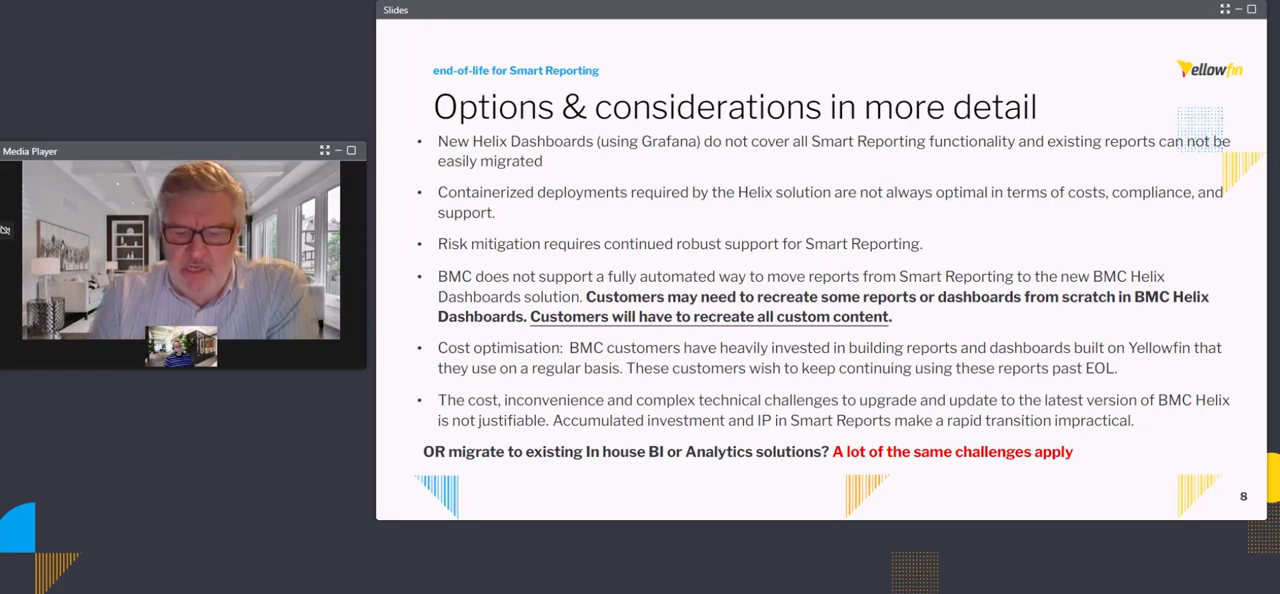 Slides
end-of-life for Smart Reporting
Yellowfin
Options & considerations in more detail
• New Helix Dashboards (using Grafana) do not cover all Smart Reporting functionality and existing reports can not be
easily migrated
Media Player
• Containerized deployments required by the Helix solution are not always optimal in terms of costs, compliance, and
support.
• Risk mitigation requires continued robust support for Smart Reporting.
• BMC does not support a fully automated way to move reports from Smart Reporting to the new BMC Helix
Dashboards solution. Customers may need to recreate some reports or dashboards from scratch in BMC Helix
Dashboards. Customers will have to recreate all custom content.
• Cost optimisation: BMC customers have heavily invested in building reports and dashboards built on Yellowfin that
they use on a regular basis. These customers wish to keep continuing using these reports past EOL.
• The cost, inconvenience and complex technical challenges to upgrade and update to the latest version of BMC Helix
is not justifiable. Accumulated investment and IP in Smart Reports make a rapid transition impractical.
OR migrate to existing In house BI or Analytics solutions? A lot of the same challenges apply
8